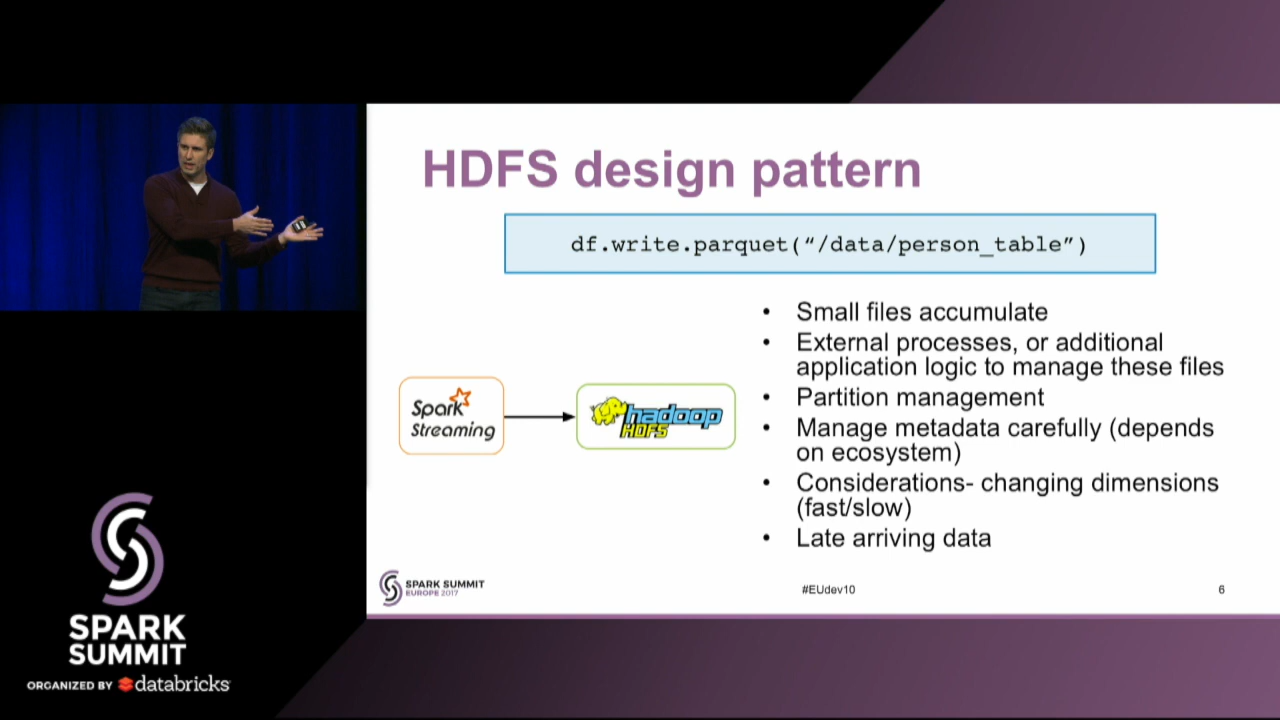 HDFS design pattern
df.write.parquet(“/data/person_table”)
• Small files accumulate
• External processes, or additional
application logic to manage these files
• Partition management
• Manage metadata carefully (depends
on ecosystem)
• Considerations- changing dimensions
(fast/slow)
• Late arriving data
Spark
Streaming
hadoop
HDFS
SPARK SUMMIT
EUROPE 2017
#EUdev10
6
SPARK
SUMMIT
ORGANIZED BY databricks